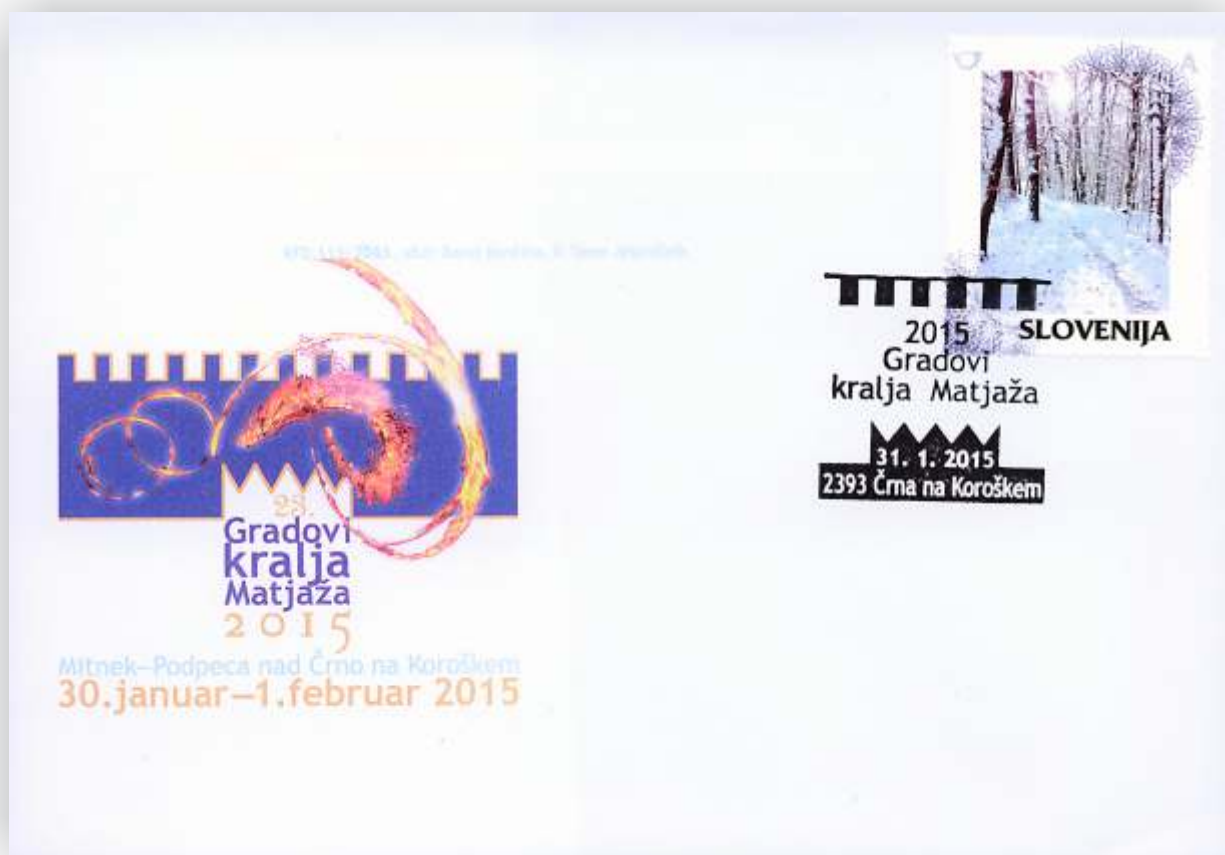 A
SLOVENIJA
2015
Gradovi
kralja Matjaža
31. 1. 2015
2393 Črna na Koroškem
23.
Gradovi
kralja
Matjaža
2015
Mitnek–Podpeca nad Črno na Koroškem
30.januar–1.februar 2015